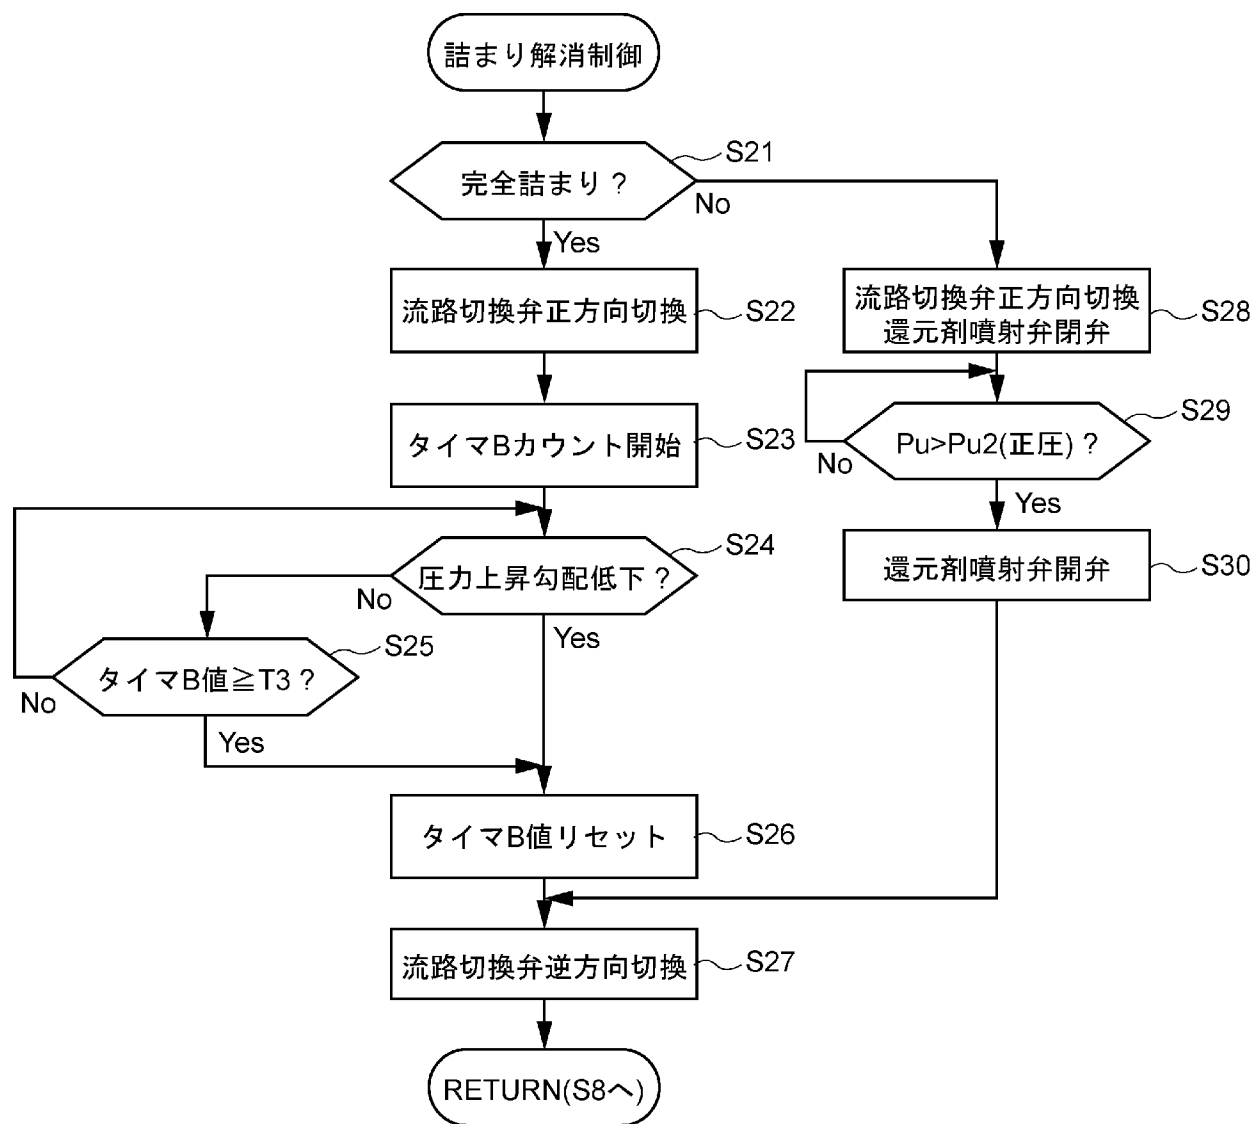 詰まり解消制御
完全詰まり？
S21
No
Yes
流路切換弁正方向切換
S22
流路切換弁正方向切換
還元剤噴射弁閉弁
S28
タイマBカウント開始
S23
Pu>Pu2(正圧)？
S29
No
Yes
圧力上昇勾配低下？
S24
No
Yes
還元剤噴射弁開弁
S30
タイマB値≧T3？
S25
No
Yes
タイマB値リセット
S26
流路切換弁逆方向切換
S27
RETURN(S8へ)